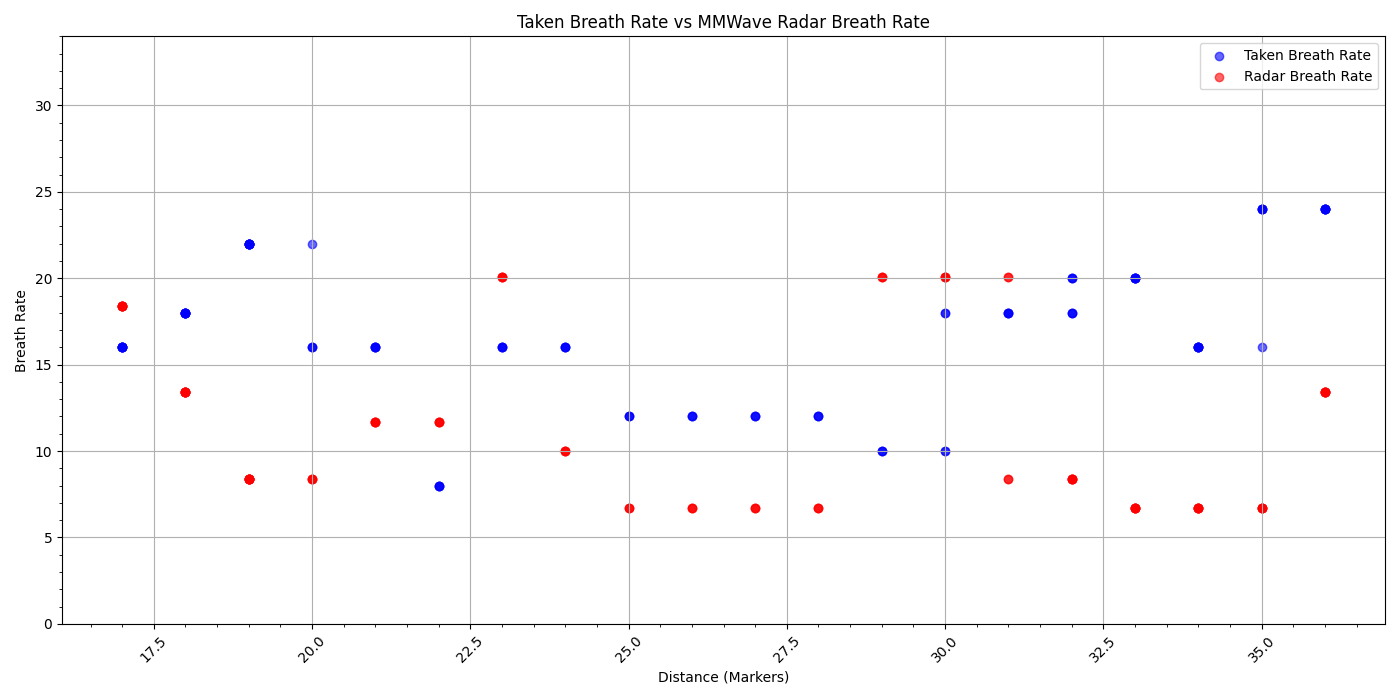 Taken Breath Rate vs MMWave Radar Breath Rate
Taken Breath Rate
Radar Breath Rate
Breath Rate
30
25
20
15
10
5
0
17.5 20.0 22.5 25.0 27.5 30.0 32.5 35.0
Distance (Markers)